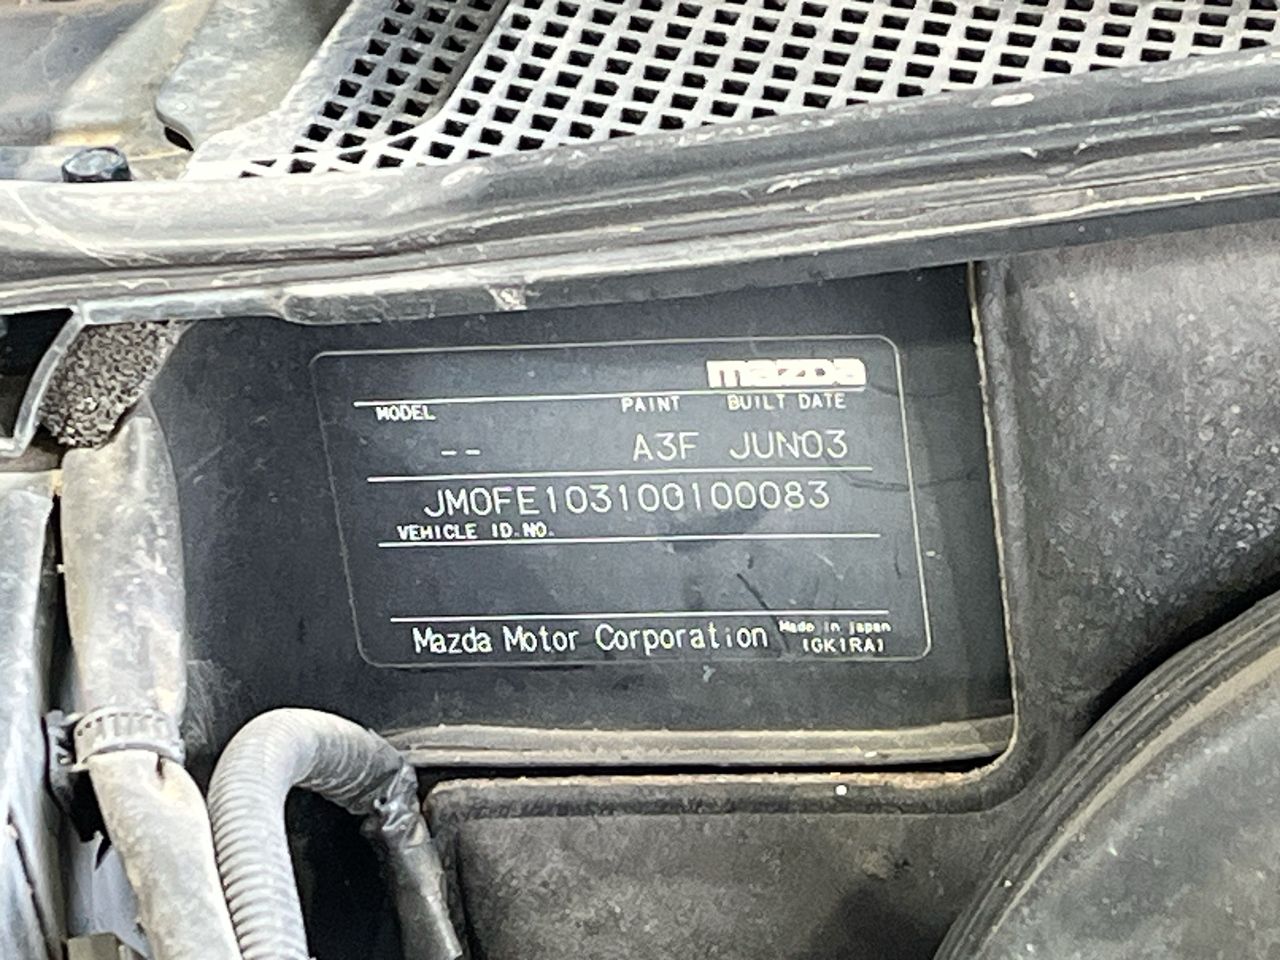 mazda
MODEL PAINT BUILT DATE
-- A3F JUN03
JM0FE103100100083
VEHICLE ID.NO.
Mazda Motor Corporation Made in Japan
(GK1RA)